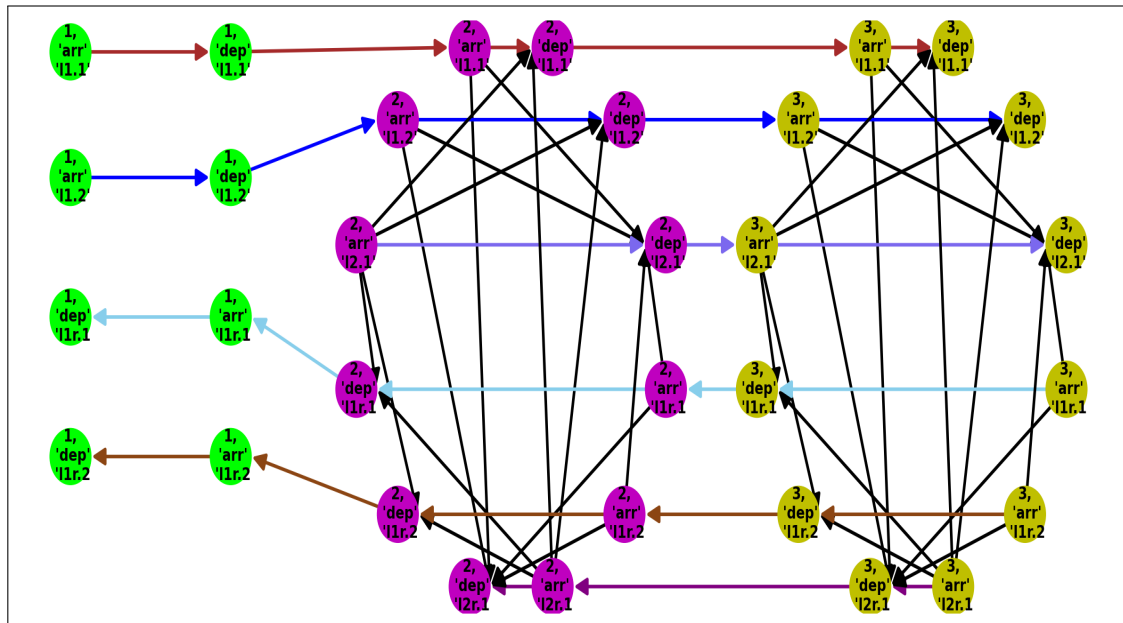 1,
'arr'
'l1.1'
1,
'dep'
'l1.1'
2,
'arr'
'l1.1
2,
'dep
'l1.1
3,
'arr'
'l1.1
3,
'dep
'l1.1
2,
'arr'
'l1.2
2,
'dep
'l1.2
3,
'arr'
'l1.2
3,
'dep
'l1.2
1,
'arr'
'l1.2'
1,
'dep'
'l1.2'
2,
'arr'
'l2.1
2,
'dep
'l2.1
3,
'arr'
'l2.1
3,
'dep
'l2.1
1,
'dep'
'l1r.1
1,
'arr'
'l1r.1
2,
'dep'
'l1r.1
2,
'arr'
'l1r.1
3,
'dep'
'l1r.1
3,
'arr'
'l1r.1
1,
'dep'
'l1r.2
1,
'arr'
'l1r.2
2,
'dep'
'l1r.2
2,
'arr'
'l1r.2
3,
'dep'
'l1r.2
3,
'arr'
'l1r.2
2,
'dep'
'l2r.1
2,
'arr'
'l2r.1
3,
'dep'
'l2r.1
3,
'arr'
'l2r.1